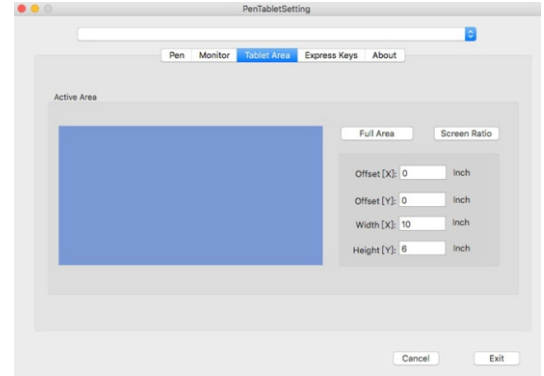 PenTabletSetting
Pen Monitor Tablet Area Express Keys About
Active Area
Full Area Screen Ratio
Offset [X]: 0 Inch
Offset [Y]: 0 Inch
Width [X]: 10 Inch
Height [Y]: 6 Inch
Cancel Exit